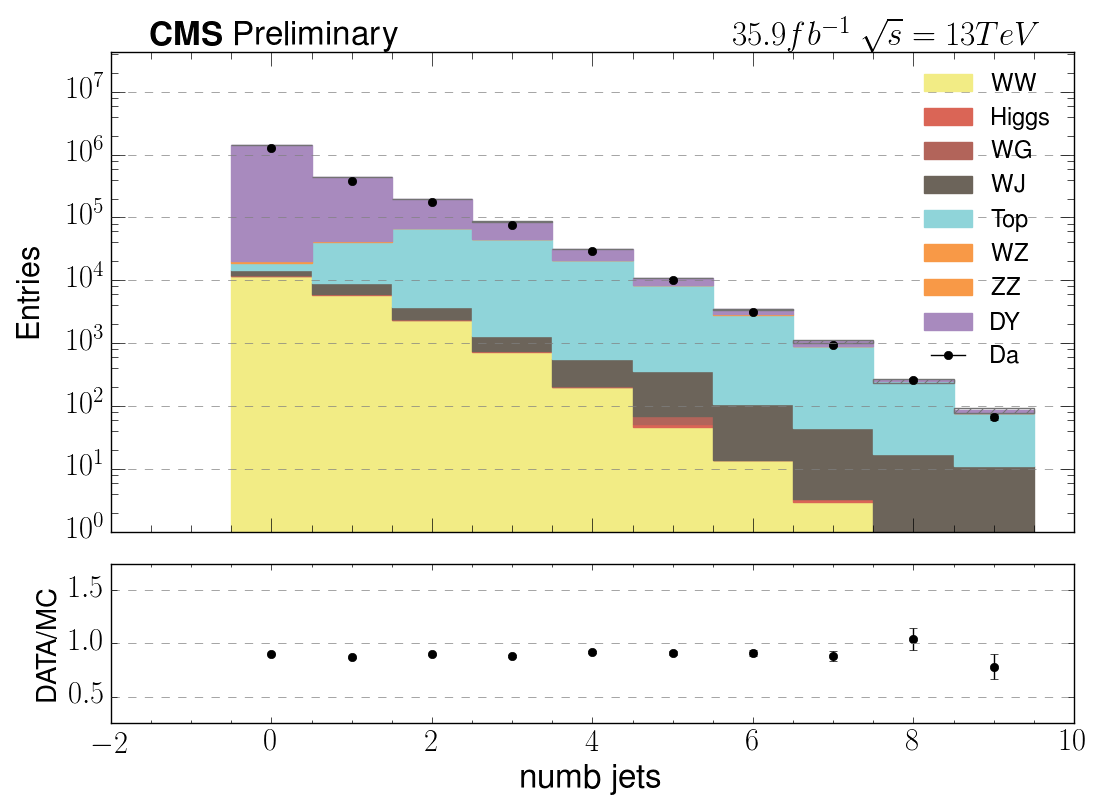 CMS Preliminary 35.9fb⁻¹ √s = 13TeV
Entries
10⁷
10⁶
10⁵
10⁴
10³
10²
10¹
10⁰
WW
Higgs
WG
WJ
Top
WZ
ZZ
DY
Da
DATA/MC
1.5
1.0
0.5
−2 0 2 4 6 8 10
numb jets